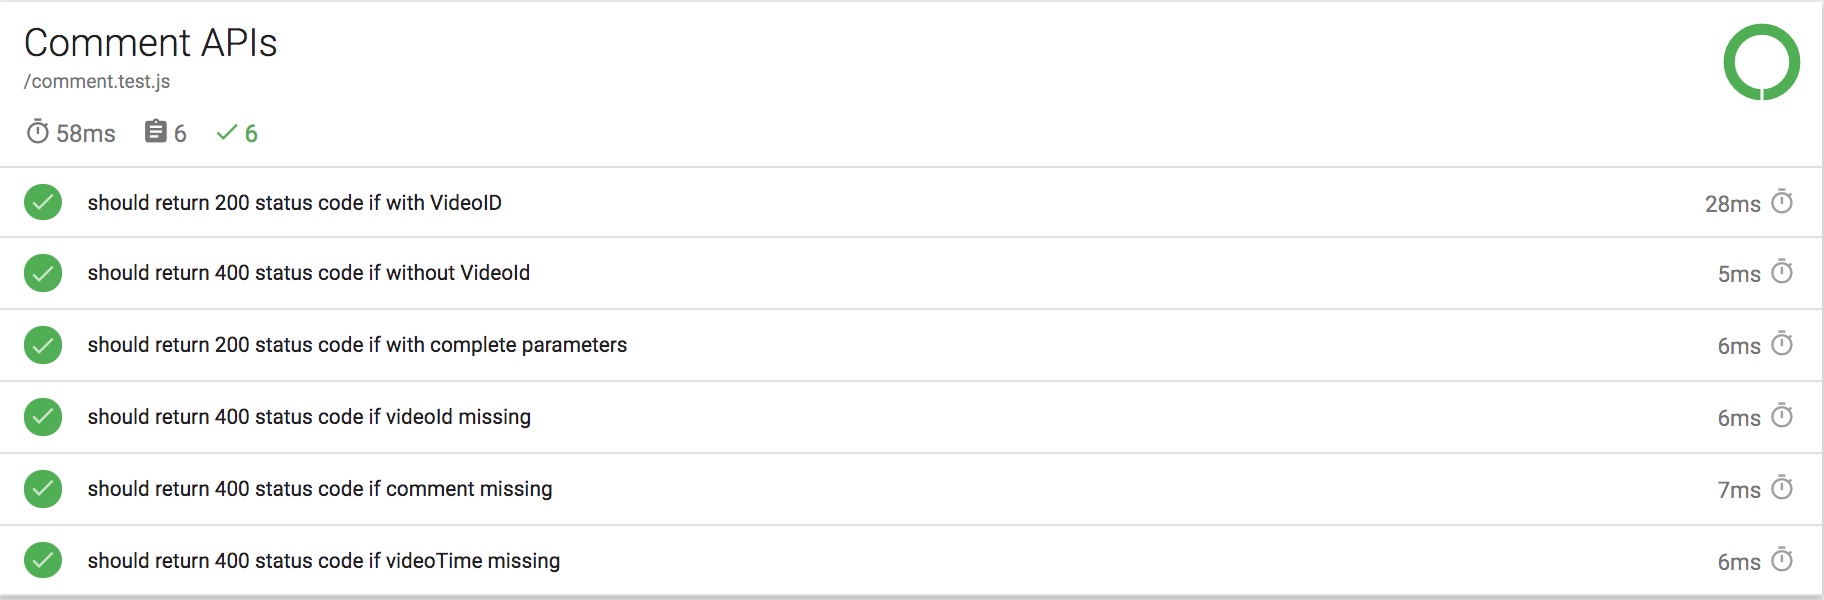 Comment APIs
/comment.test.js
58ms 6 6
should return 200 status code if with VideoID 28ms
should return 400 status code if without VideoId 5ms
should return 200 status code if with complete parameters 6ms
should return 400 status code if videoId missing 6ms
should return 400 status code if comment missing 7ms
should return 400 status code if videoTime missing 6ms